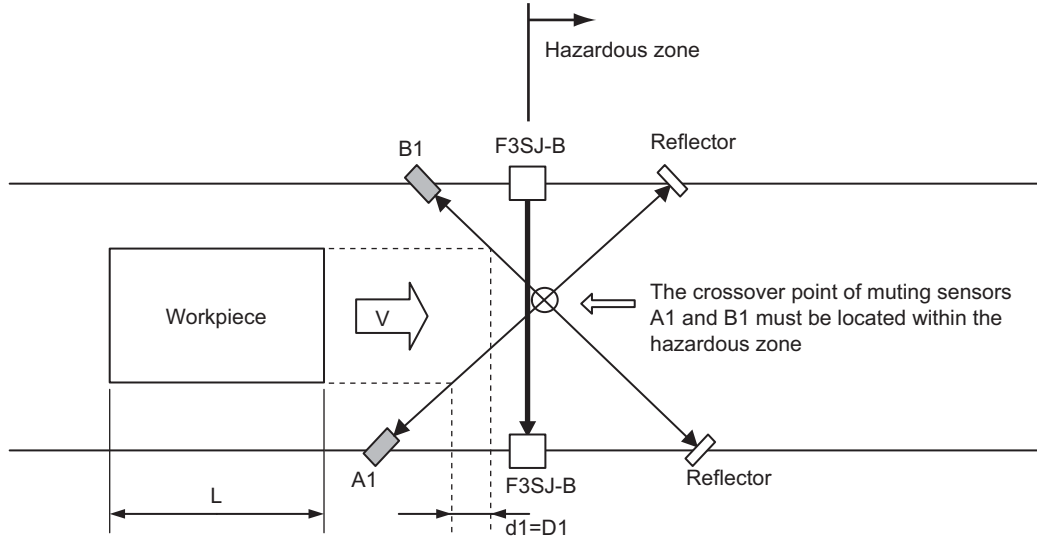 Hazardous zone
B1
F3SJ-B
Reflector
Workpiece
V
The crossover point of muting sensors
A1 and B1 must be located within the
hazardous zone
A1
F3SJ-B
Reflector
L
d1=D1